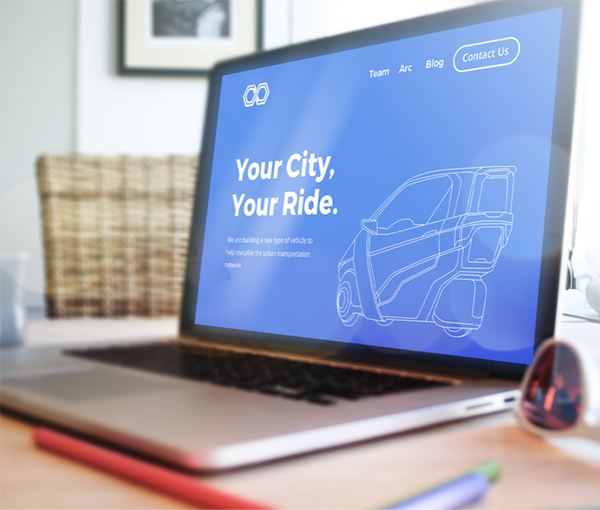 Team Arc Blog Contact Us
Your City,
Your Ride.
We are building a new type of vehicle to
help revitalize the urban transportation
network.